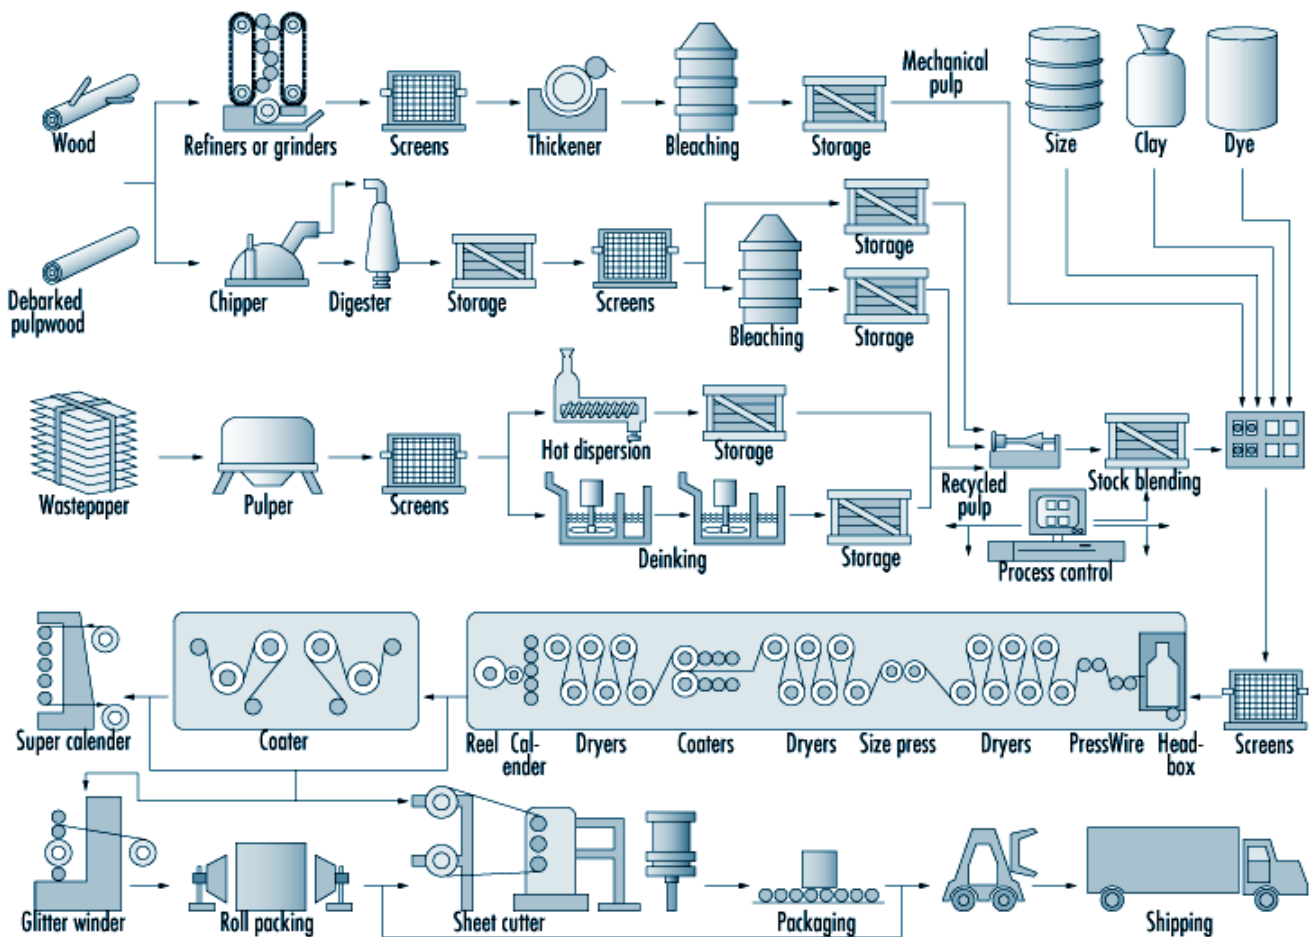 Mechanical
pulp
Wood
Refiners or grinders
Screens
Thickener
Bleaching
Storage
Size
Clay
Dye
Debarked
pulpwood
Chipper
Digester
Storage
Screens
Storage
Bleaching
Storage
Wastepaper
Pulper
Screens
Hot dispersion
Storage
Deinking
Storage
Recycled
pulp
Stock blending
Process control
Super calender
Coater
Reel
Cal-
ender
Dryers
Coaters
Dryers
Size press
Dryers
Press
Wire
Head-
box
Screens
Glitter winder
Roll packing
Sheet cutter
Packaging
Shipping